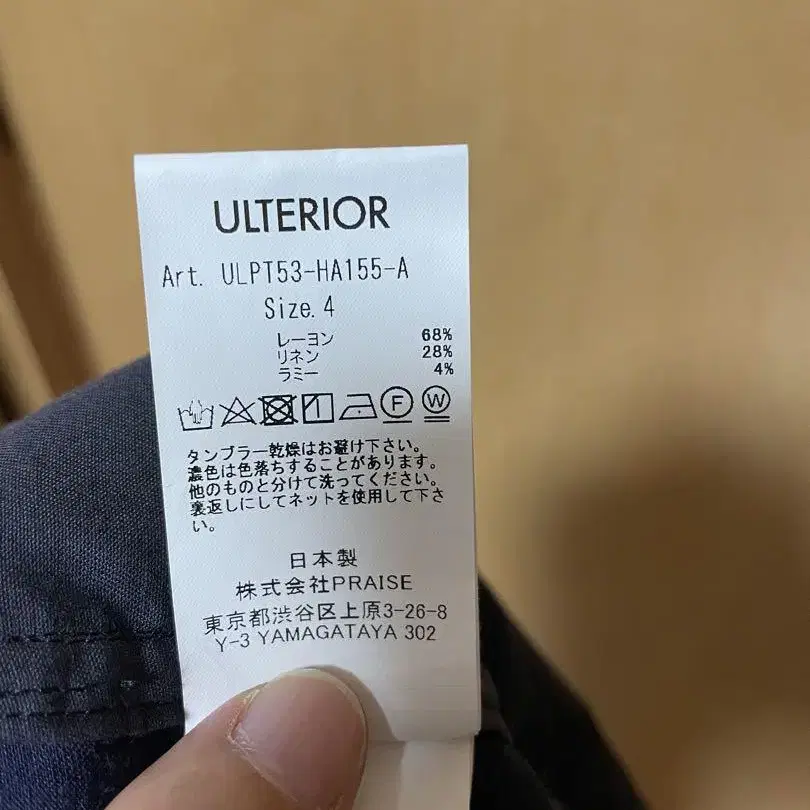 ULTERIOR
Art. ULPT53-HA155-A
Size.4
レーヨン 68%
リネン 28%
ラミー 4%
F W
タンブラー乾燥はお避け下さい。
濃色は色落ちすることがあります。
他のものと分けて洗ってください。
裏返しにしてネットを使用して下さ
い。
日本製
株式会社PRAISE
東京都渋谷区上原3-26-8
Y-3 YAMAGATAYA 302